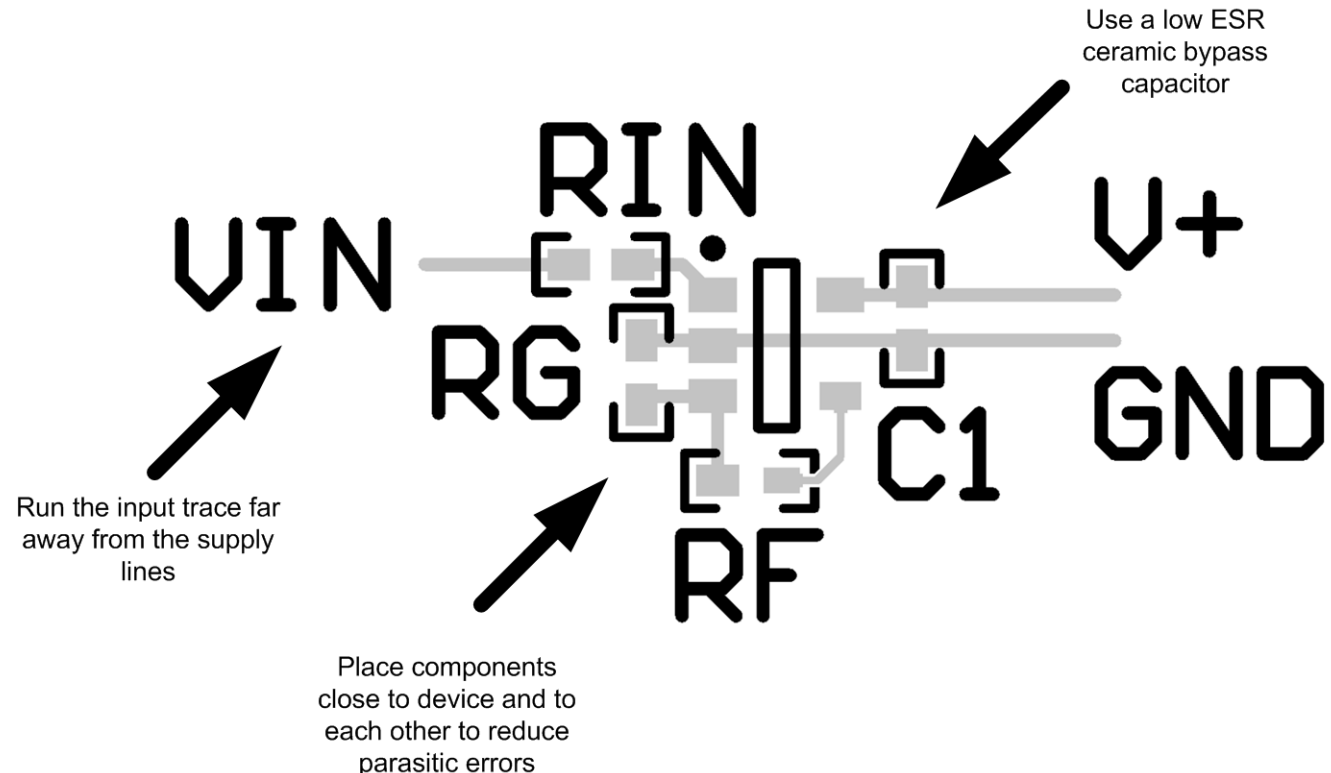 Use a low ESR
ceramic bypass
capacitor
RIN
V+
VIN
RG
GND
C1
Run the input trace far
away from the supply
lines
RF
Place components
close to device and to
each other to reduce
parasitic errors